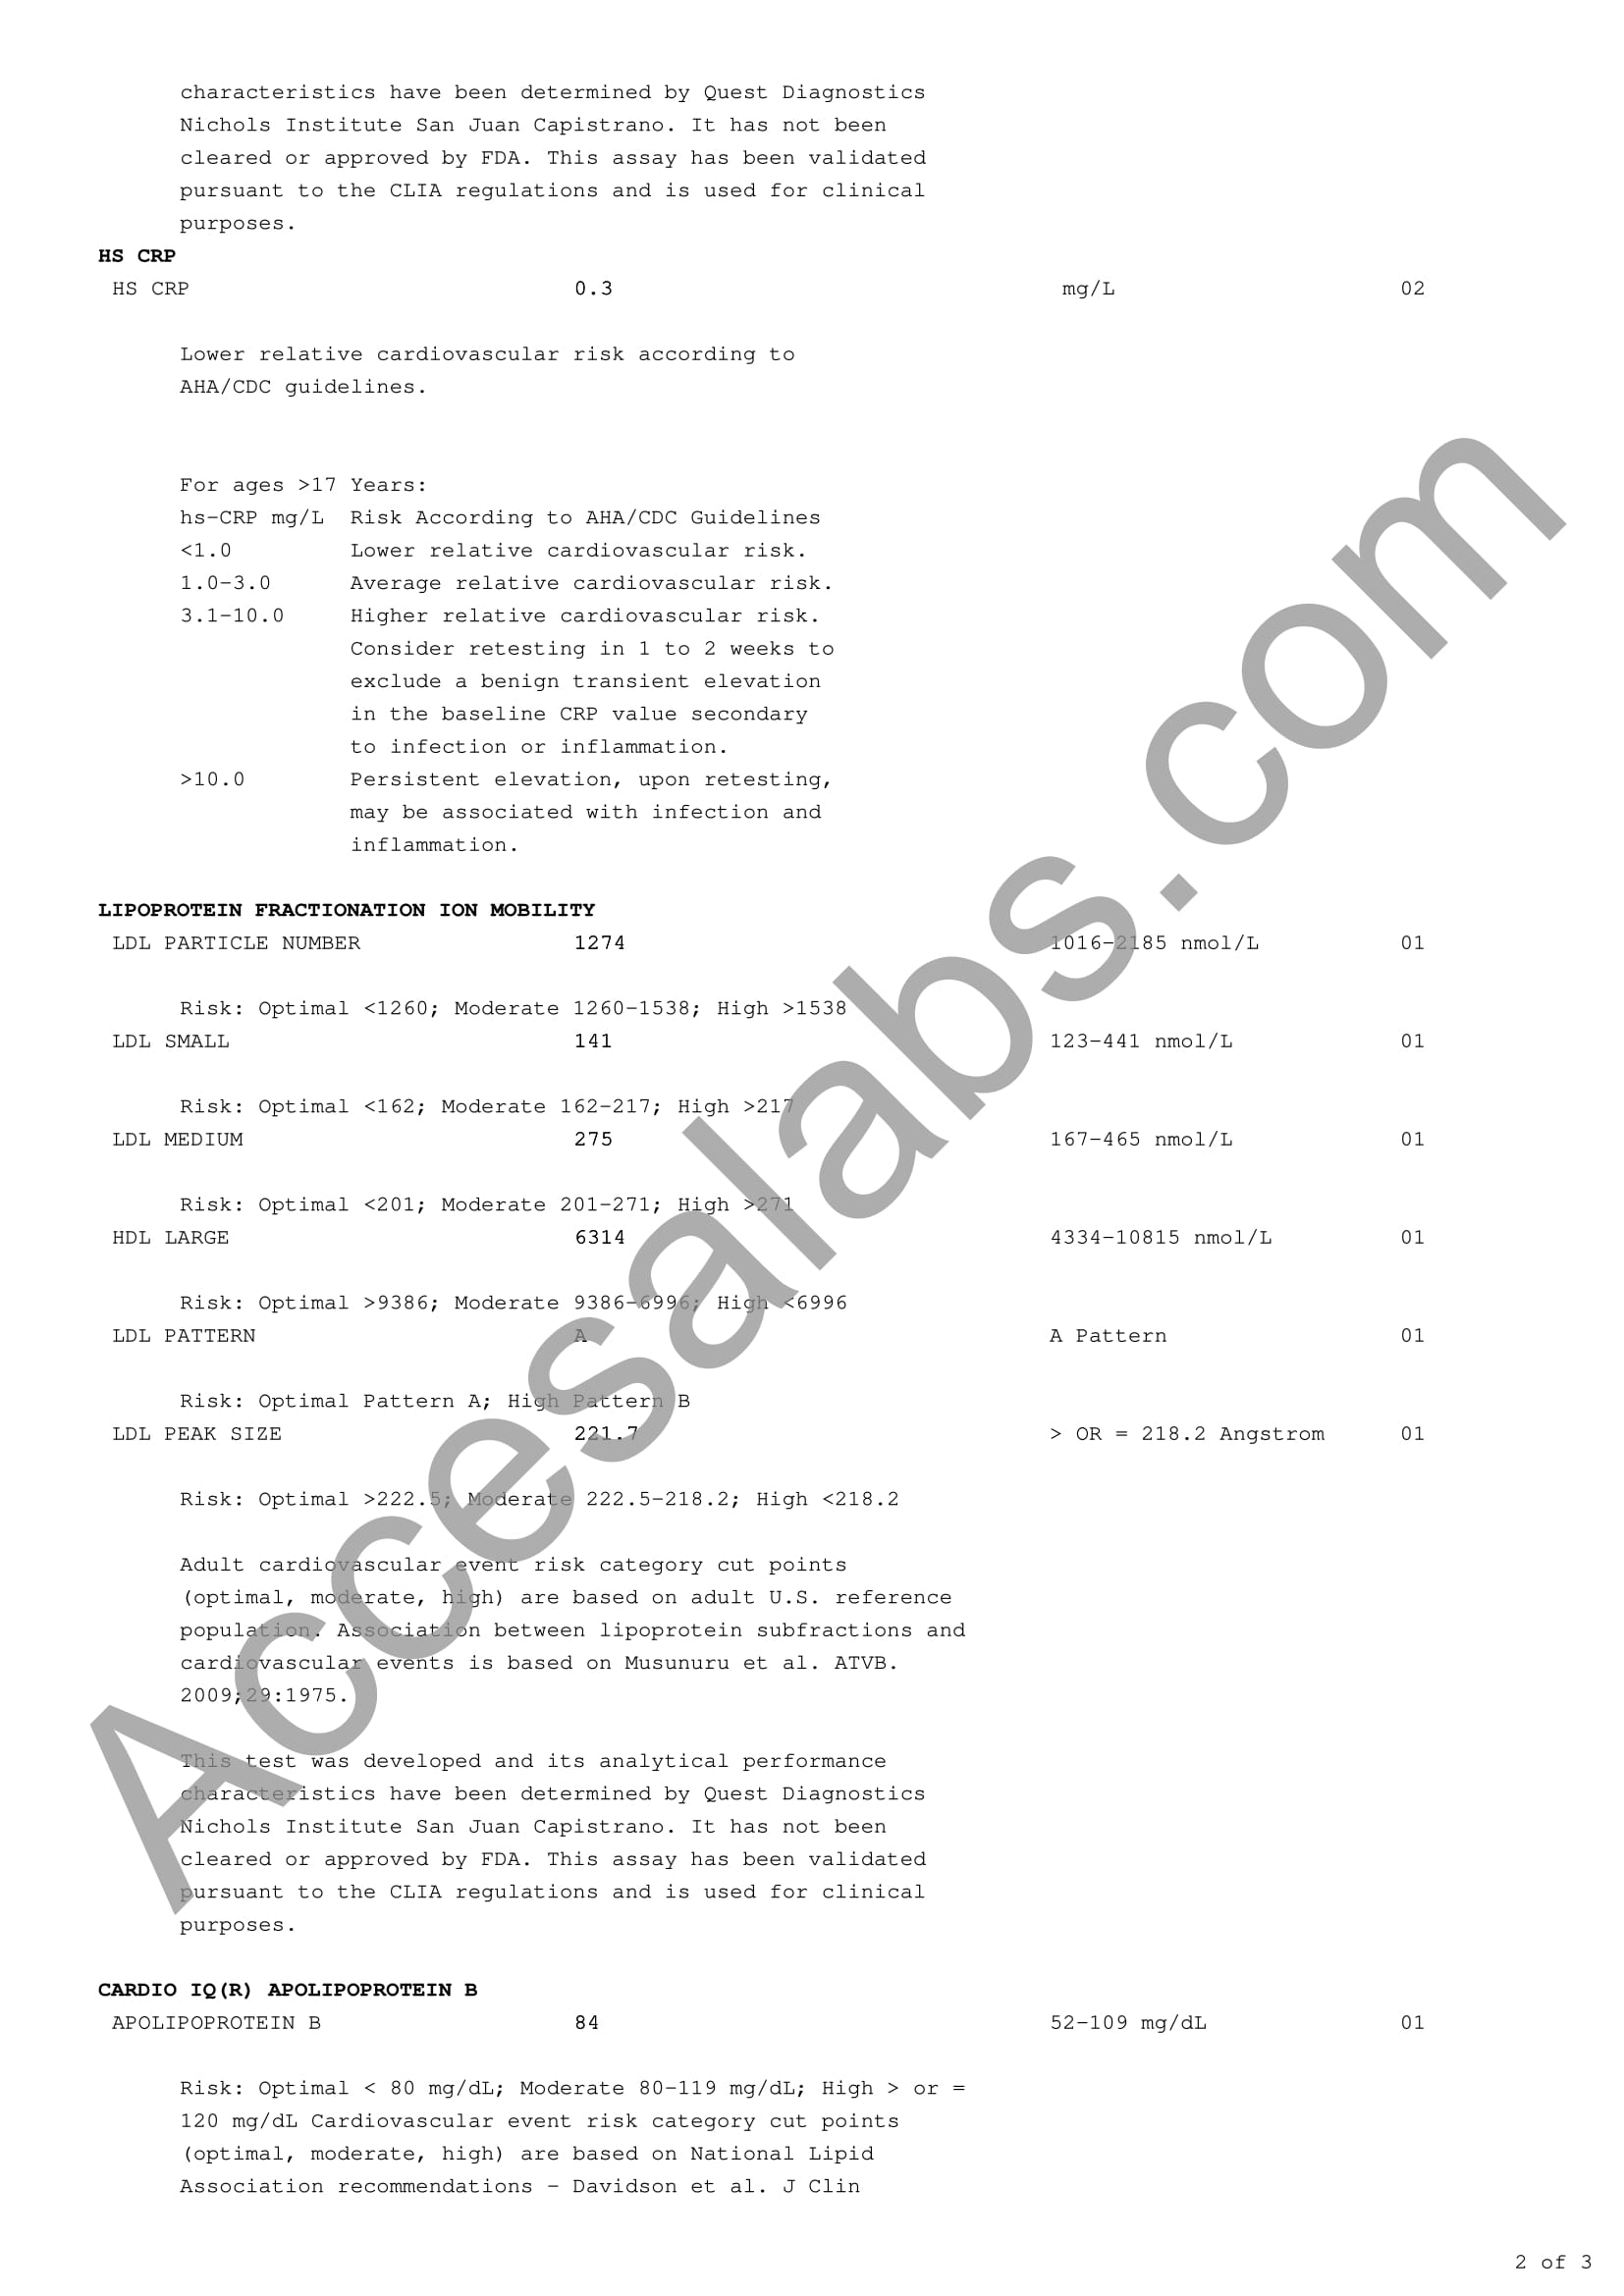 characteristics have been determined by Quest Diagnostics
Nichols Institute San Juan Capistrano. It has not been
cleared or approved by FDA. This assay has been validated
pursuant to the CLIA regulations and is used for clinical
purposes.
HS CRP
HS CRP 0.3 mg/L 02
Lower relative cardiovascular risk according to
AHA/CDC guidelines.
For ages >17 Years:
hs-CRP mg/L Risk According to AHA/CDC Guidelines
<1.0 Lower relative cardiovascular risk.
1.0-3.0 Average relative cardiovascular risk.
3.1-10.0 Higher relative cardiovascular risk.
Consider retesting in 1 to 2 weeks to
exclude a benign transient elevation
in the baseline CRP value secondary
to infection or inflammation.
>10.0 Persistent elevation, upon retesting,
may be associated with infection and
inflammation.
LIPOPROTEIN FRACTIONATION ION MOBILITY
LDL PARTICLE NUMBER 1274 1016-2185 nmol/L 01
Risk: Optimal <1260; Moderate 1260-1538; High >1538
LDL SMALL 141 123-441 nmol/L 01
Risk: Optimal <162; Moderate 162-217; High >217
LDL MEDIUM 275 167-465 nmol/L 01
Risk: Optimal <201; Moderate 201-271; High >271
HDL LARGE 6314 4334-10815 nmol/L 01
Risk: Optimal >9386; Moderate 9386-6996; High <6996
LDL PATTERN A A Pattern 01
Risk: Optimal Pattern A; High Pattern B
LDL PEAK SIZE 221.7 > OR = 218.2 Angstrom 01
Risk: Optimal >222.5; Moderate 222.5-218.2; High <218.2
Adult cardiovascular event risk category cut points
(optimal, moderate, high) are based on adult U.S. reference
population. Association between lipoprotein subfractions and
cardiovascular events is based on Musunuru et al. ATVB.
2009;29:1975.
This test was developed and its analytical performance
characteristics have been determined by Quest Diagnostics
Nichols Institute San Juan Capistrano. It has not been
cleared or approved by FDA. This assay has been validated
pursuant to the CLIA regulations and is used for clinical
purposes.
CARDIO IQ(R) APOLIPOPROTEIN B
APOLIPOPROTEIN B 84 52-109 mg/dL 01
Risk: Optimal < 80 mg/dL; Moderate 80-119 mg/dL; High > or =
120 mg/dL Cardiovascular event risk category cut points
(optimal, moderate, high) are based on National Lipid
Association recommendations - Davidson et al. J Clin
2 of 3
Accesalabs.com